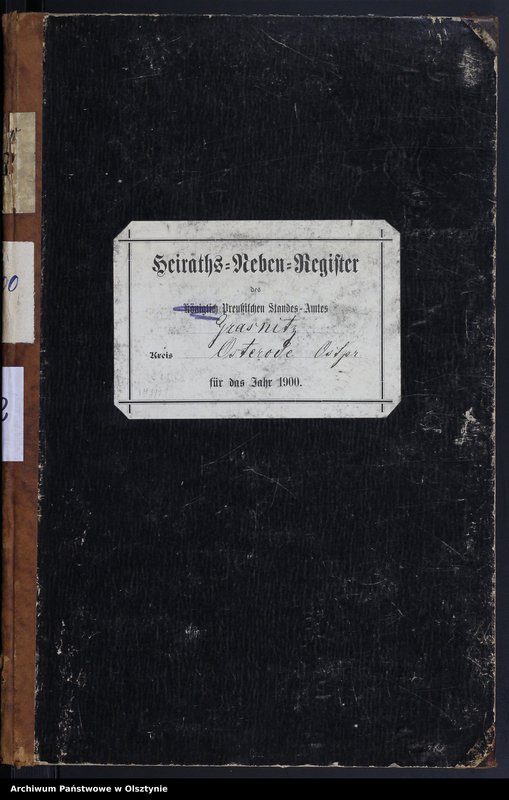 Heiraths-Neben-Register
des
Königlich Preußischen Standes-Amtes
Grasnitz
Kreis Osterode Ostpr
für das Jahr 1900.
Archiwum Państwowe w Olsztynie